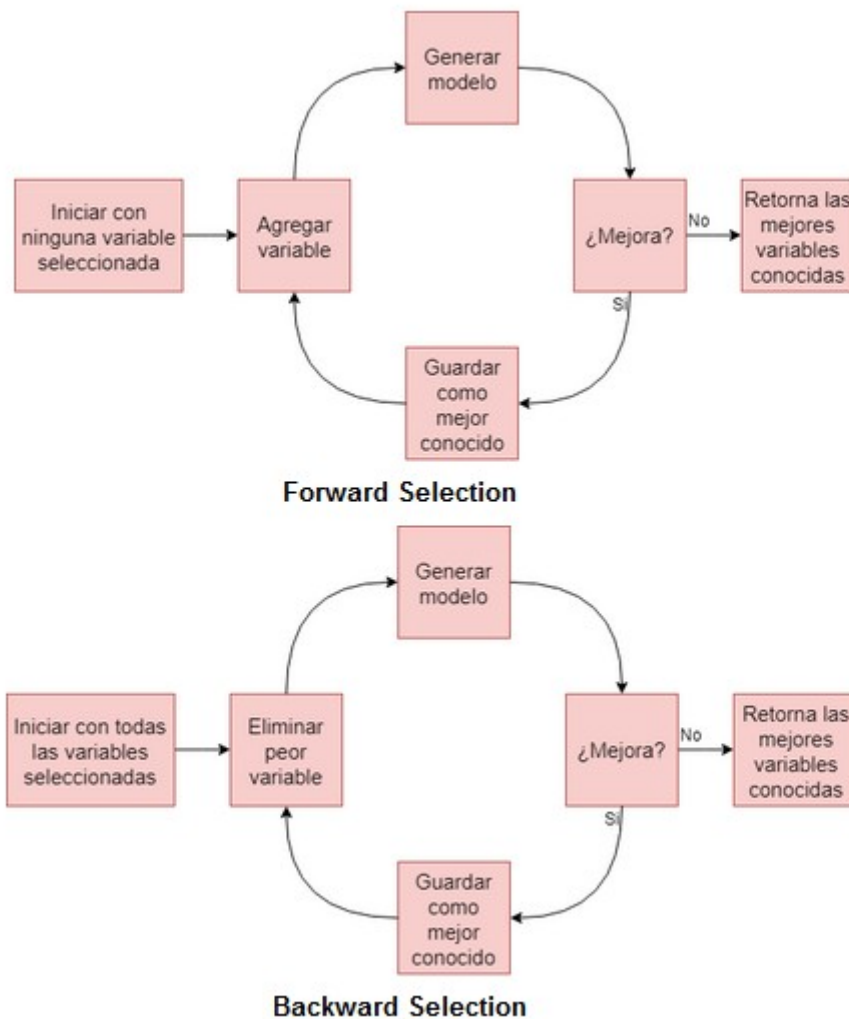 Generar
modelo
Iniciar con
ninguna variable
seleccionada
Agregar
variable
¿Mejora?
No
Retorna las
mejores
variables
conocidas
Si
Guardar
como
mejor
conocido
Forward Selection
Generar
modelo
Iniciar con todas
las variables
seleccionadas
Eliminar
peor
variable
¿Mejora?
No
Retorna las
mejores
variables
conocidas
Si
Guardar
como
mejor
conocido
Backward Selection